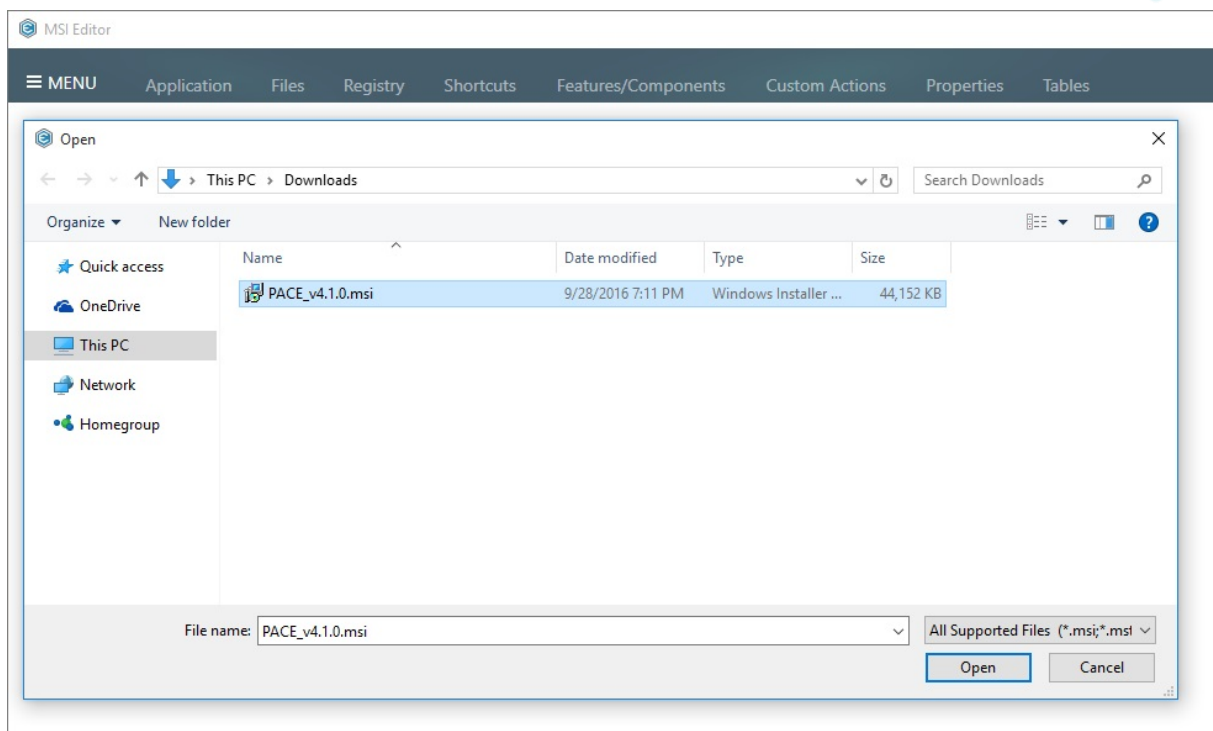 MSI Editor
MENU Application Files Registry Shortcuts Features/Components Custom Actions Properties Tables
Open
This PC > Downloads Search Downloads
Organize New folder
Name Date modified Type Size
Quick access
PACE_v4.1.0.msi 9/28/2016 7:11 PM Windows Installer ... 44,152 KB
OneDrive
This PC
Network
Homegroup
File name: PACE_v4.1.0.msi All Supported Files (*.msi;*.mst
Open Cancel